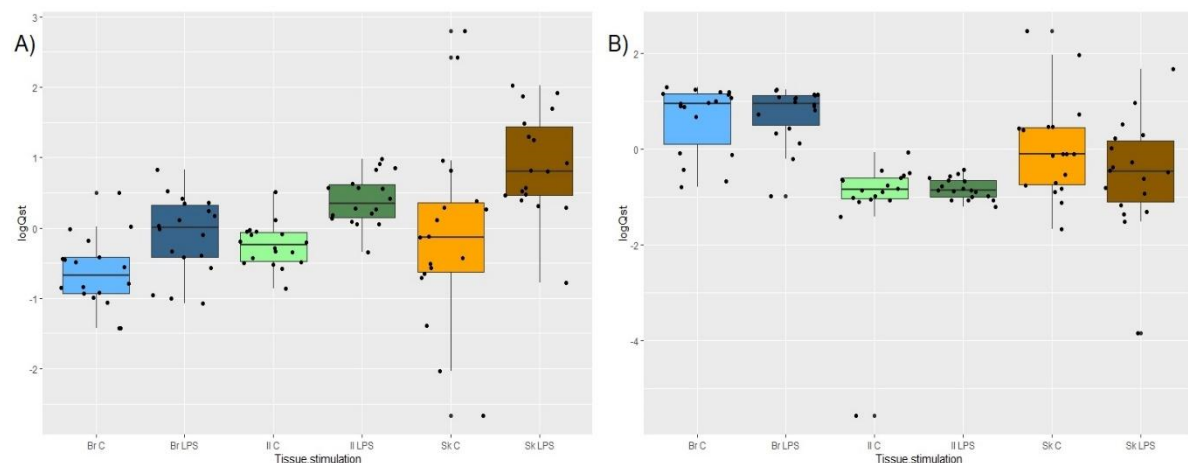 A)
logQst
3
2
1
0
-1
-2
Br C
Br LPS
Il C
Il LPS
Sk C
Sk LPS
Tissue.stimulation
B)
logQst
2
0
-2
-4
Br C
Br LPS
Il C
Il LPS
Sk C
Sk LPS
Tissue.stimulation